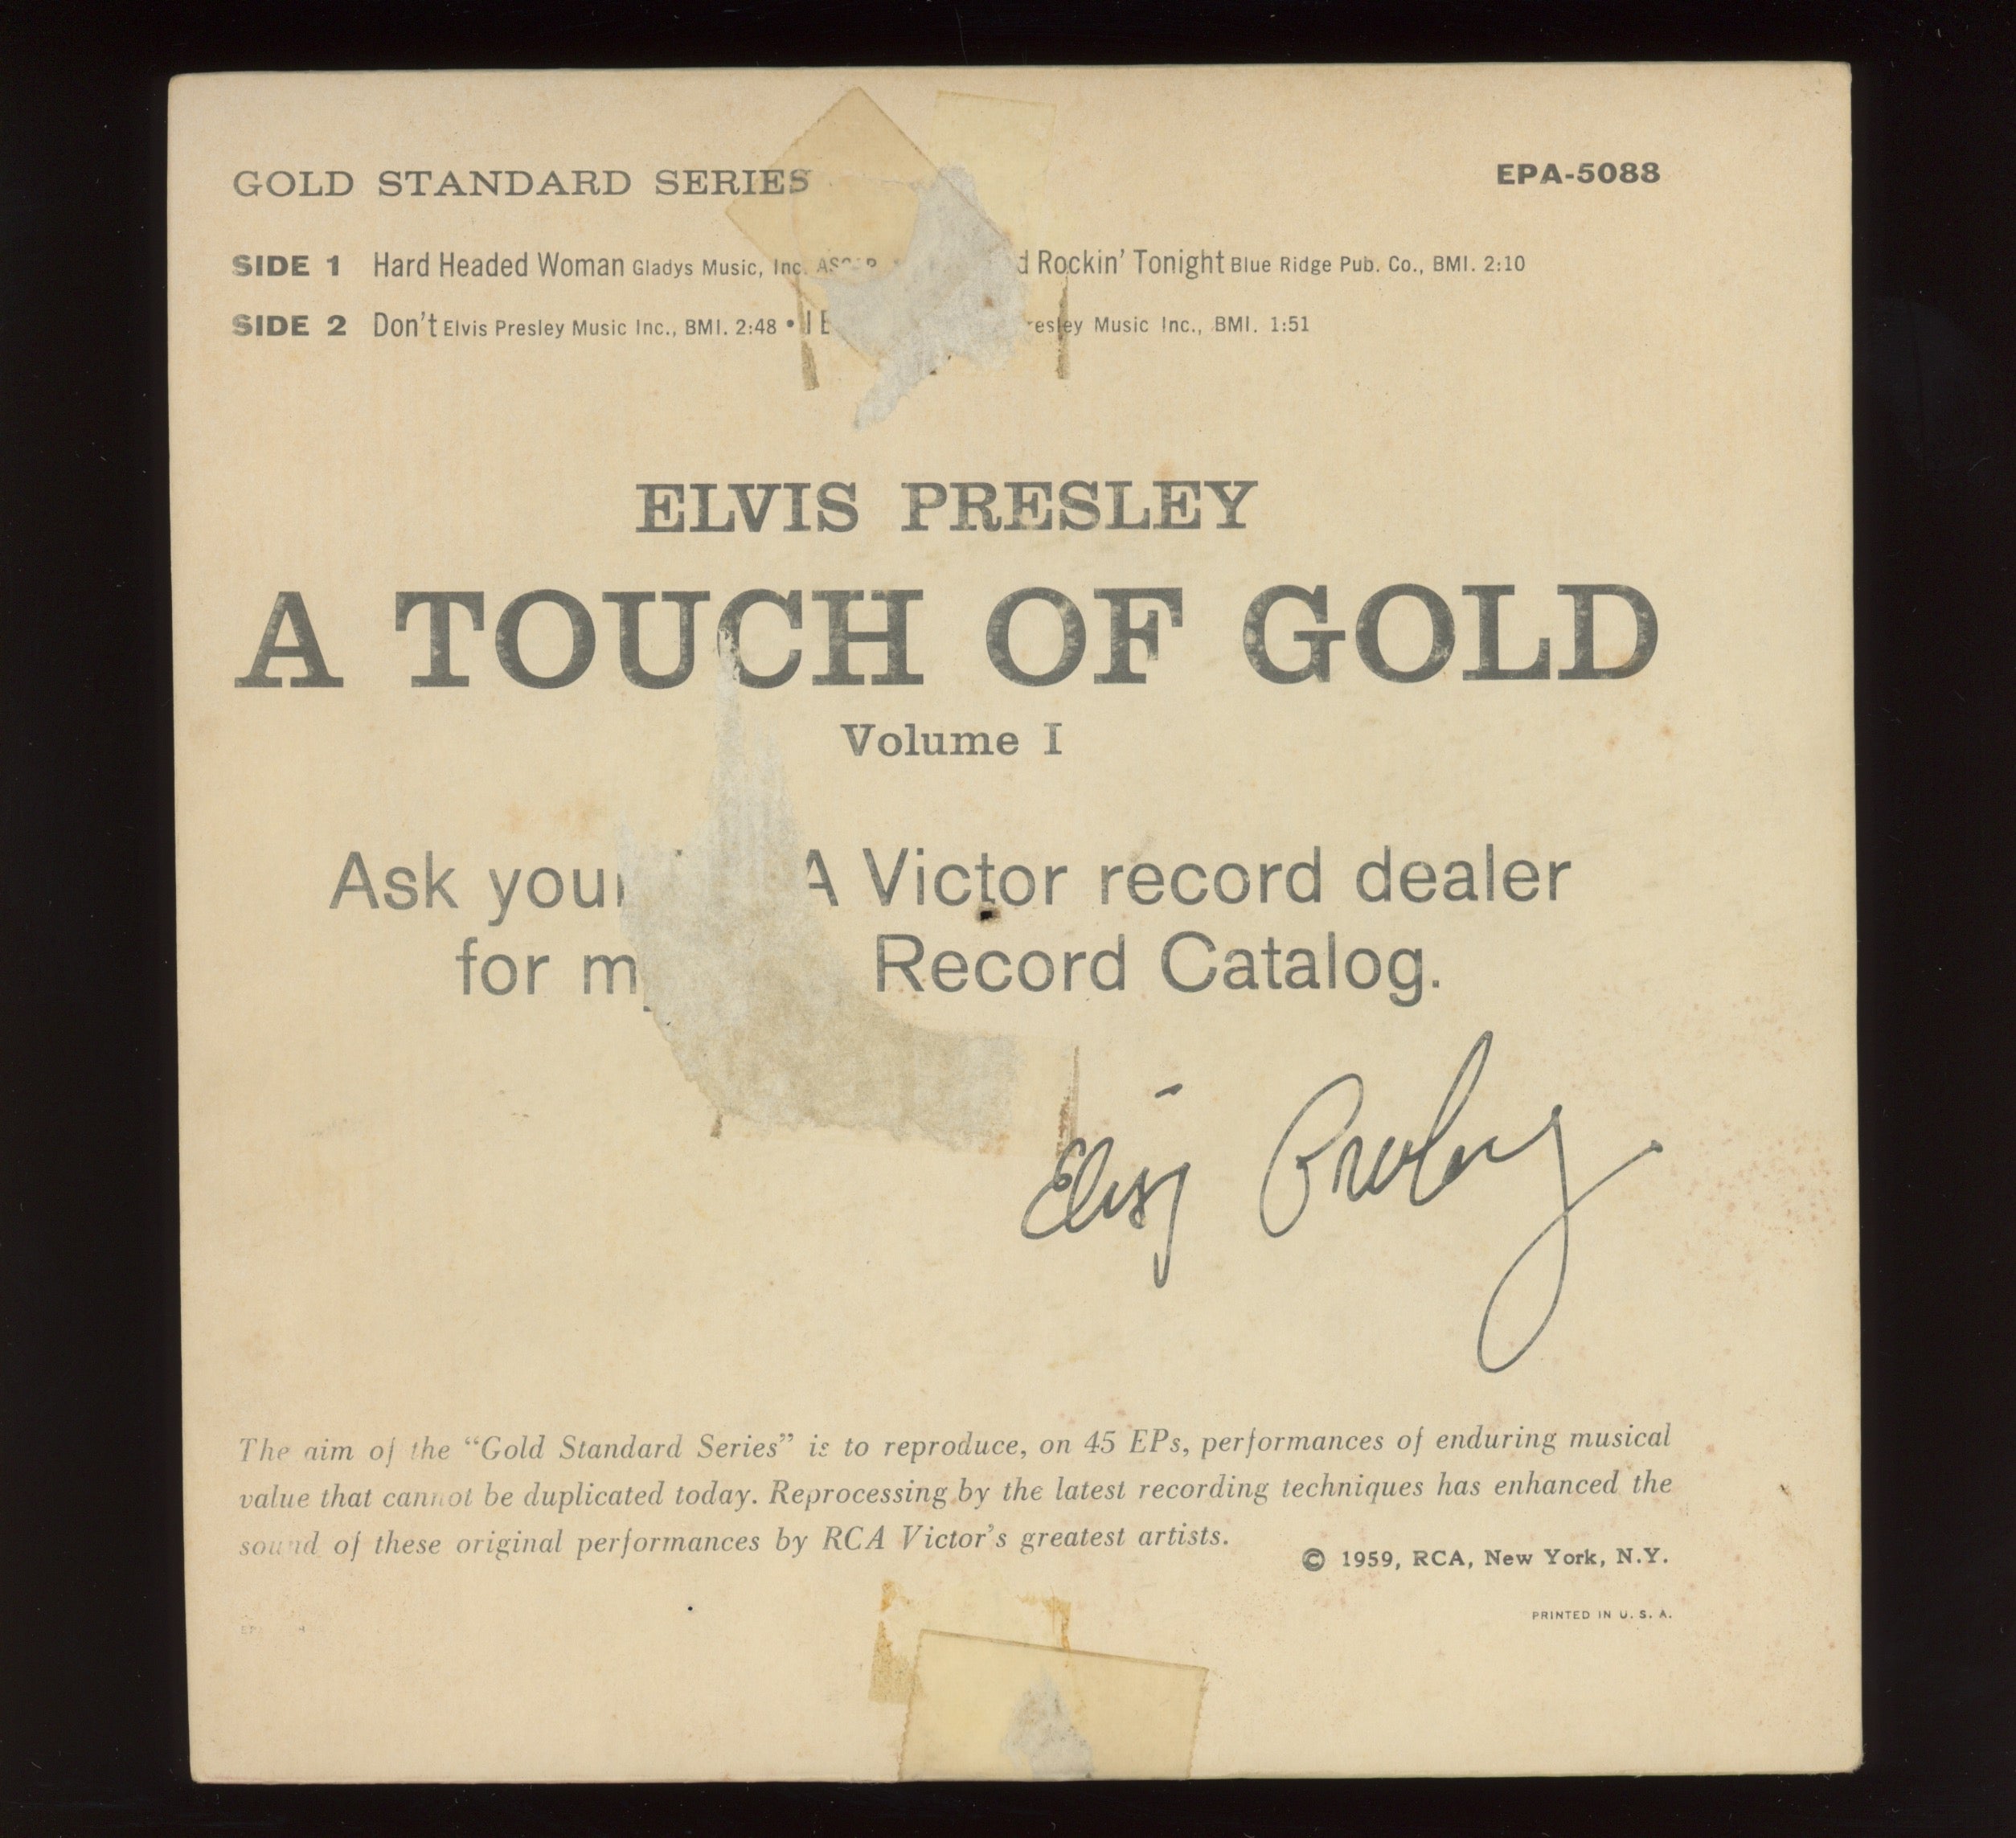 GOLD STANDARD SERIES EPA-5088
SIDE 1 Hard Headed Woman Gladys Music, Inc. ASCAP Rockin' Tonight Blue Ridge Pub. Co., BMI. 2:10
SIDE 2 Don't Elvis Presley Music Inc., BMI. 2:48 • I Music Inc., BMI. 1:51
ELVIS PRESLEY
A TOUCH OF GOLD
Volume I
Ask your Victor record dealer
for my Record Catalog.
Elvis Presley
The aim of the “Gold Standard Series” is to reproduce, on 45 EPs, performances of enduring musical
value that cannot be duplicated today. Reprocessing by the latest recording techniques has enhanced the
sound of these original performances by RCA Victor's greatest artists.
© 1959, RCA, New York, N.Y.
PRINTED IN U. S. A.